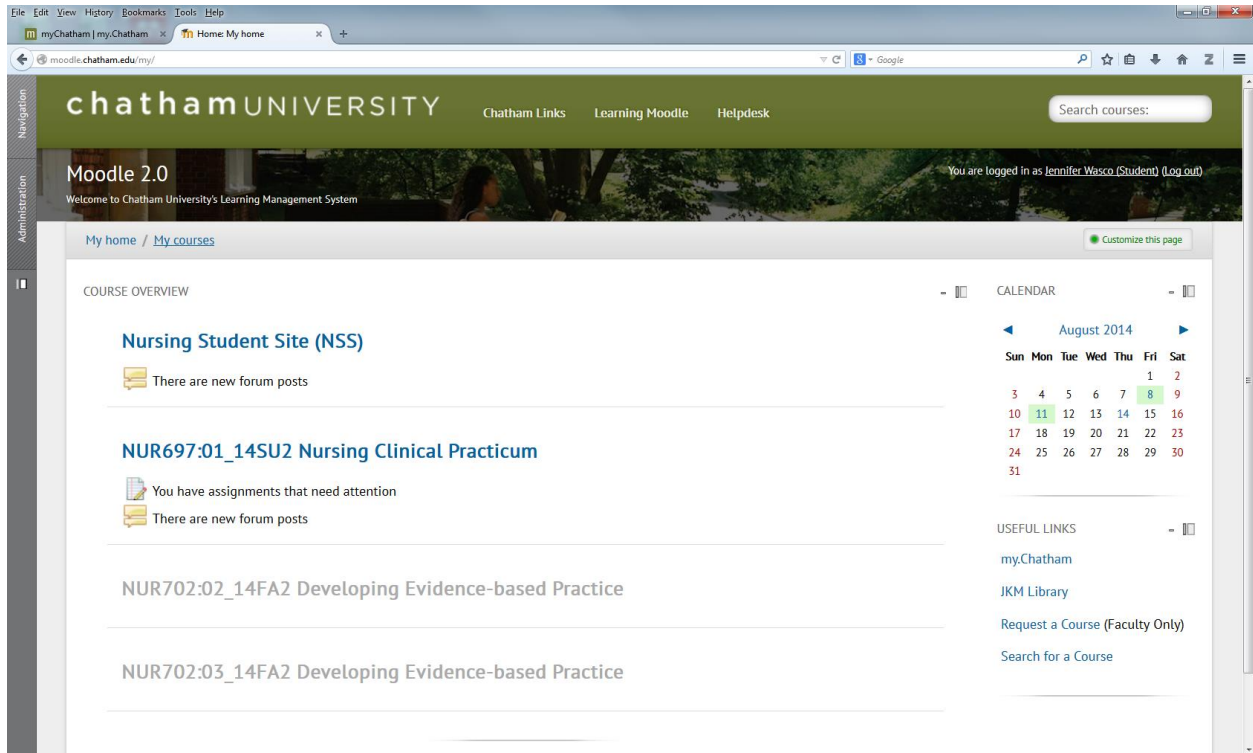 File Edit View History Bookmarks Tools Help
myChatham | my.Chatham × Home: My home × +
moodle.chatham.edu/my/ Google
Navigation
Administration
chathamUNIVERSITY Chatham Links Learning Moodle Helpdesk Search courses:
Moodle 2.0
Welcome to Chatham University's Learning Management System
You are logged in as Jennifer Wasco (Student) (Log out)
My home / My courses
Customize this page
COURSE OVERVIEW
Nursing Student Site (NSS)
There are new forum posts
NUR697:01_14SU2 Nursing Clinical Practicum
You have assignments that need attention
There are new forum posts
NUR702:02_14FA2 Developing Evidence-based Practice
NUR702:03_14FA2 Developing Evidence-based Practice
CALENDAR
◄ August 2014 ►
Sun Mon Tue Wed Thu Fri Sat
1 2
3 4 5 6 7 8 9
10 11 12 13 14 15 16
17 18 19 20 21 22 23
24 25 26 27 28 29 30
31
USEFUL LINKS
my.Chatham
JKM Library
Request a Course (Faculty Only)
Search for a Course